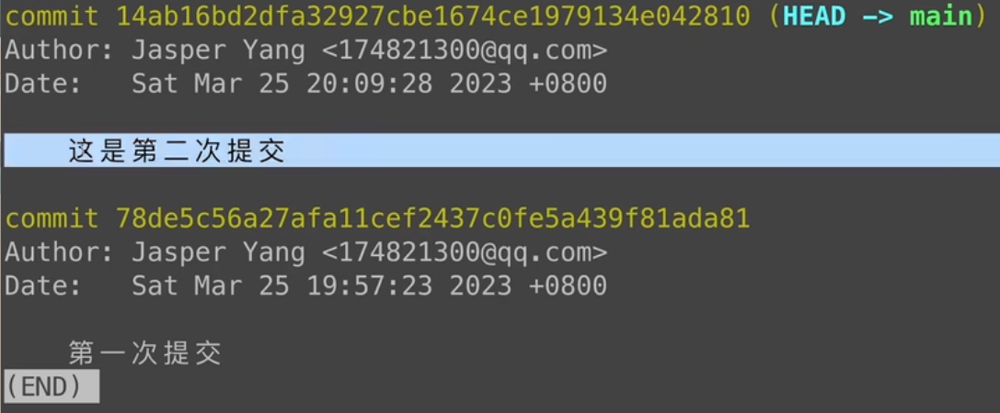 commit 14ab16bd2dfa32927cbe1674ce1979134e042810 (HEAD -> main)
Author: Jasper Yang <174821300@qq.com>
Date:   Sat Mar 25 20:09:28 2023 +0800
这是第二次提交
commit 78de5c56a27afa11cef2437c0fe5a439f81ada81
Author: Jasper Yang <174821300@qq.com>
Date:   Sat Mar 25 19:57:23 2023 +0800
第一次提交
(END)